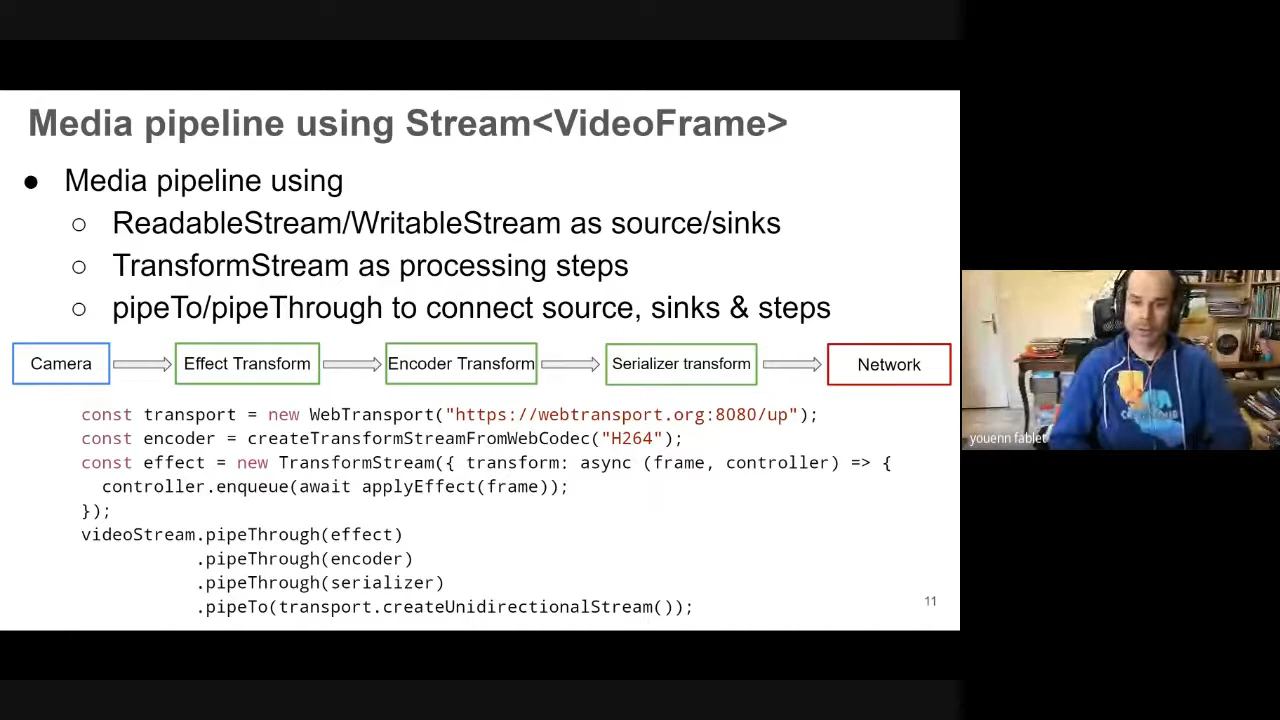 Media pipeline using Stream<VideoFrame>
● Media pipeline using
○ ReadableStream/WritableStream as source/sinks
○ TransformStream as processing steps
○ pipeTo/pipeThrough to connect source, sinks & steps
Camera Effect Transform Encoder Transform Serializer transform Network
const transport = new WebTransport("https://webtransport.org:8080/up");
const encoder = createTransformStreamFromWebCodec("H264");
const effect = new TransformStream({ transform: async (frame, controller) => {
controller.enqueue(await applyEffect(frame));
});
videoStream.pipeThrough(effect)
.pipeThrough(encoder)
.pipeThrough(serializer)
.pipeTo(transport.createUnidirectionalStream());
11
youenn fablet